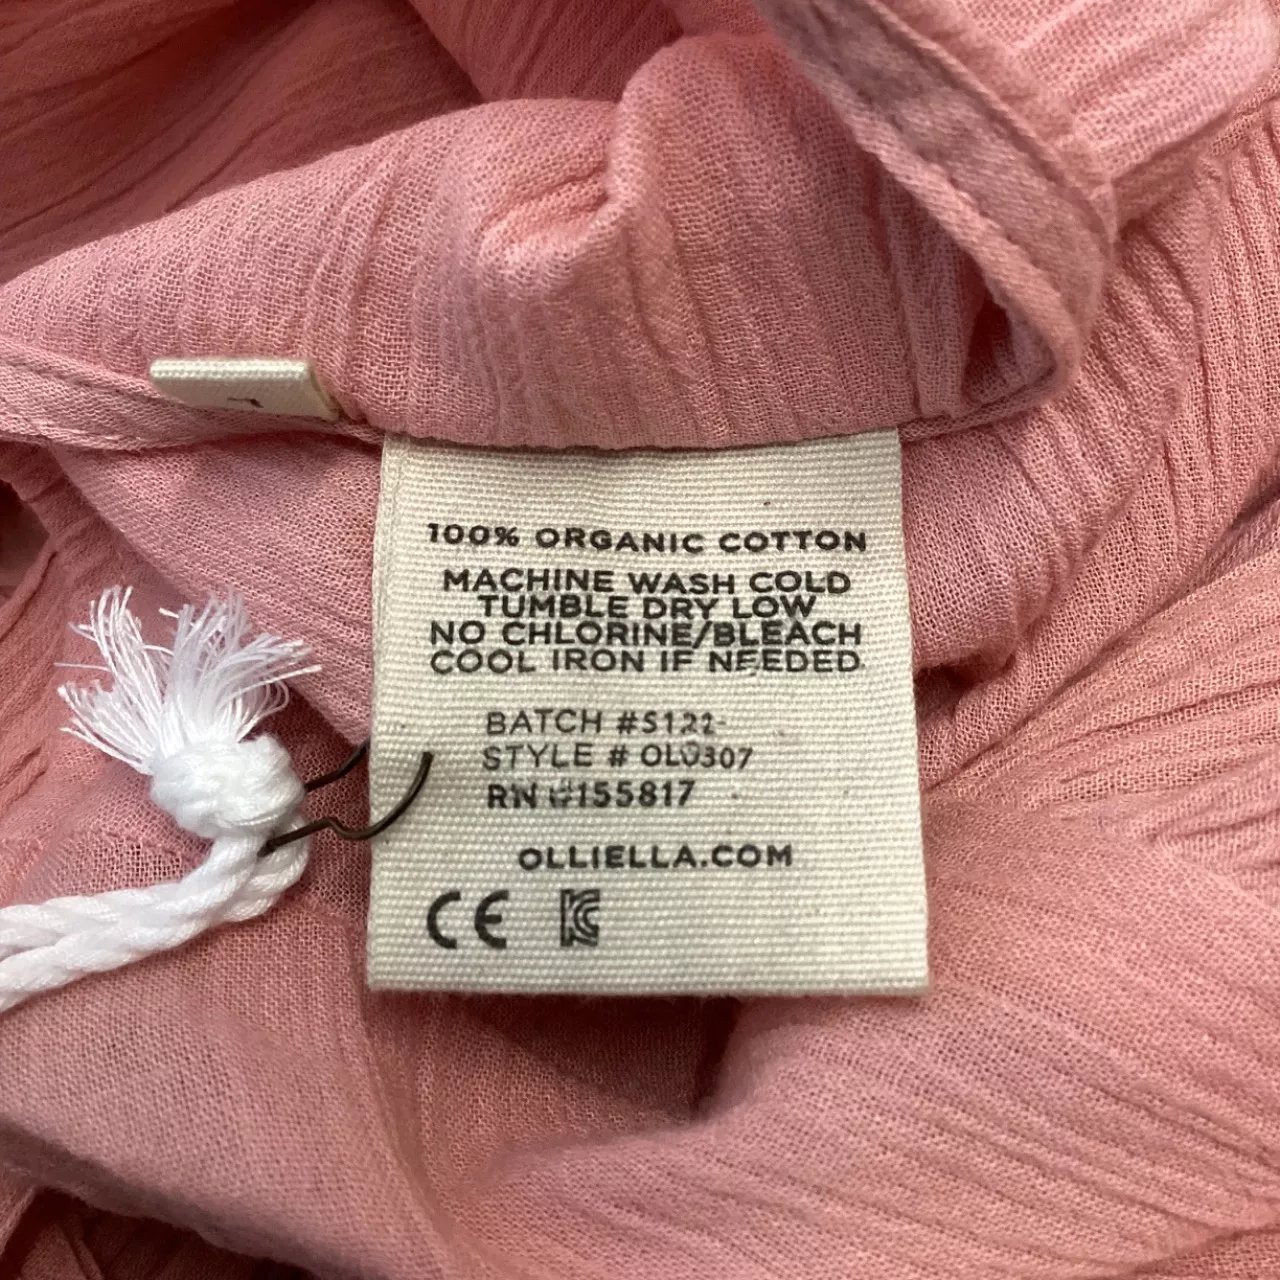 100% ORGANIC COTTON
MACHINE WASH COLD
TUMBLE DRY LOW
NO CHLORINE/BLEACH
COOL IRON IF NEEDED
BATCH #5122
STYLE # OL0307
RN #155817
OLLIELLA.COM
CE KC